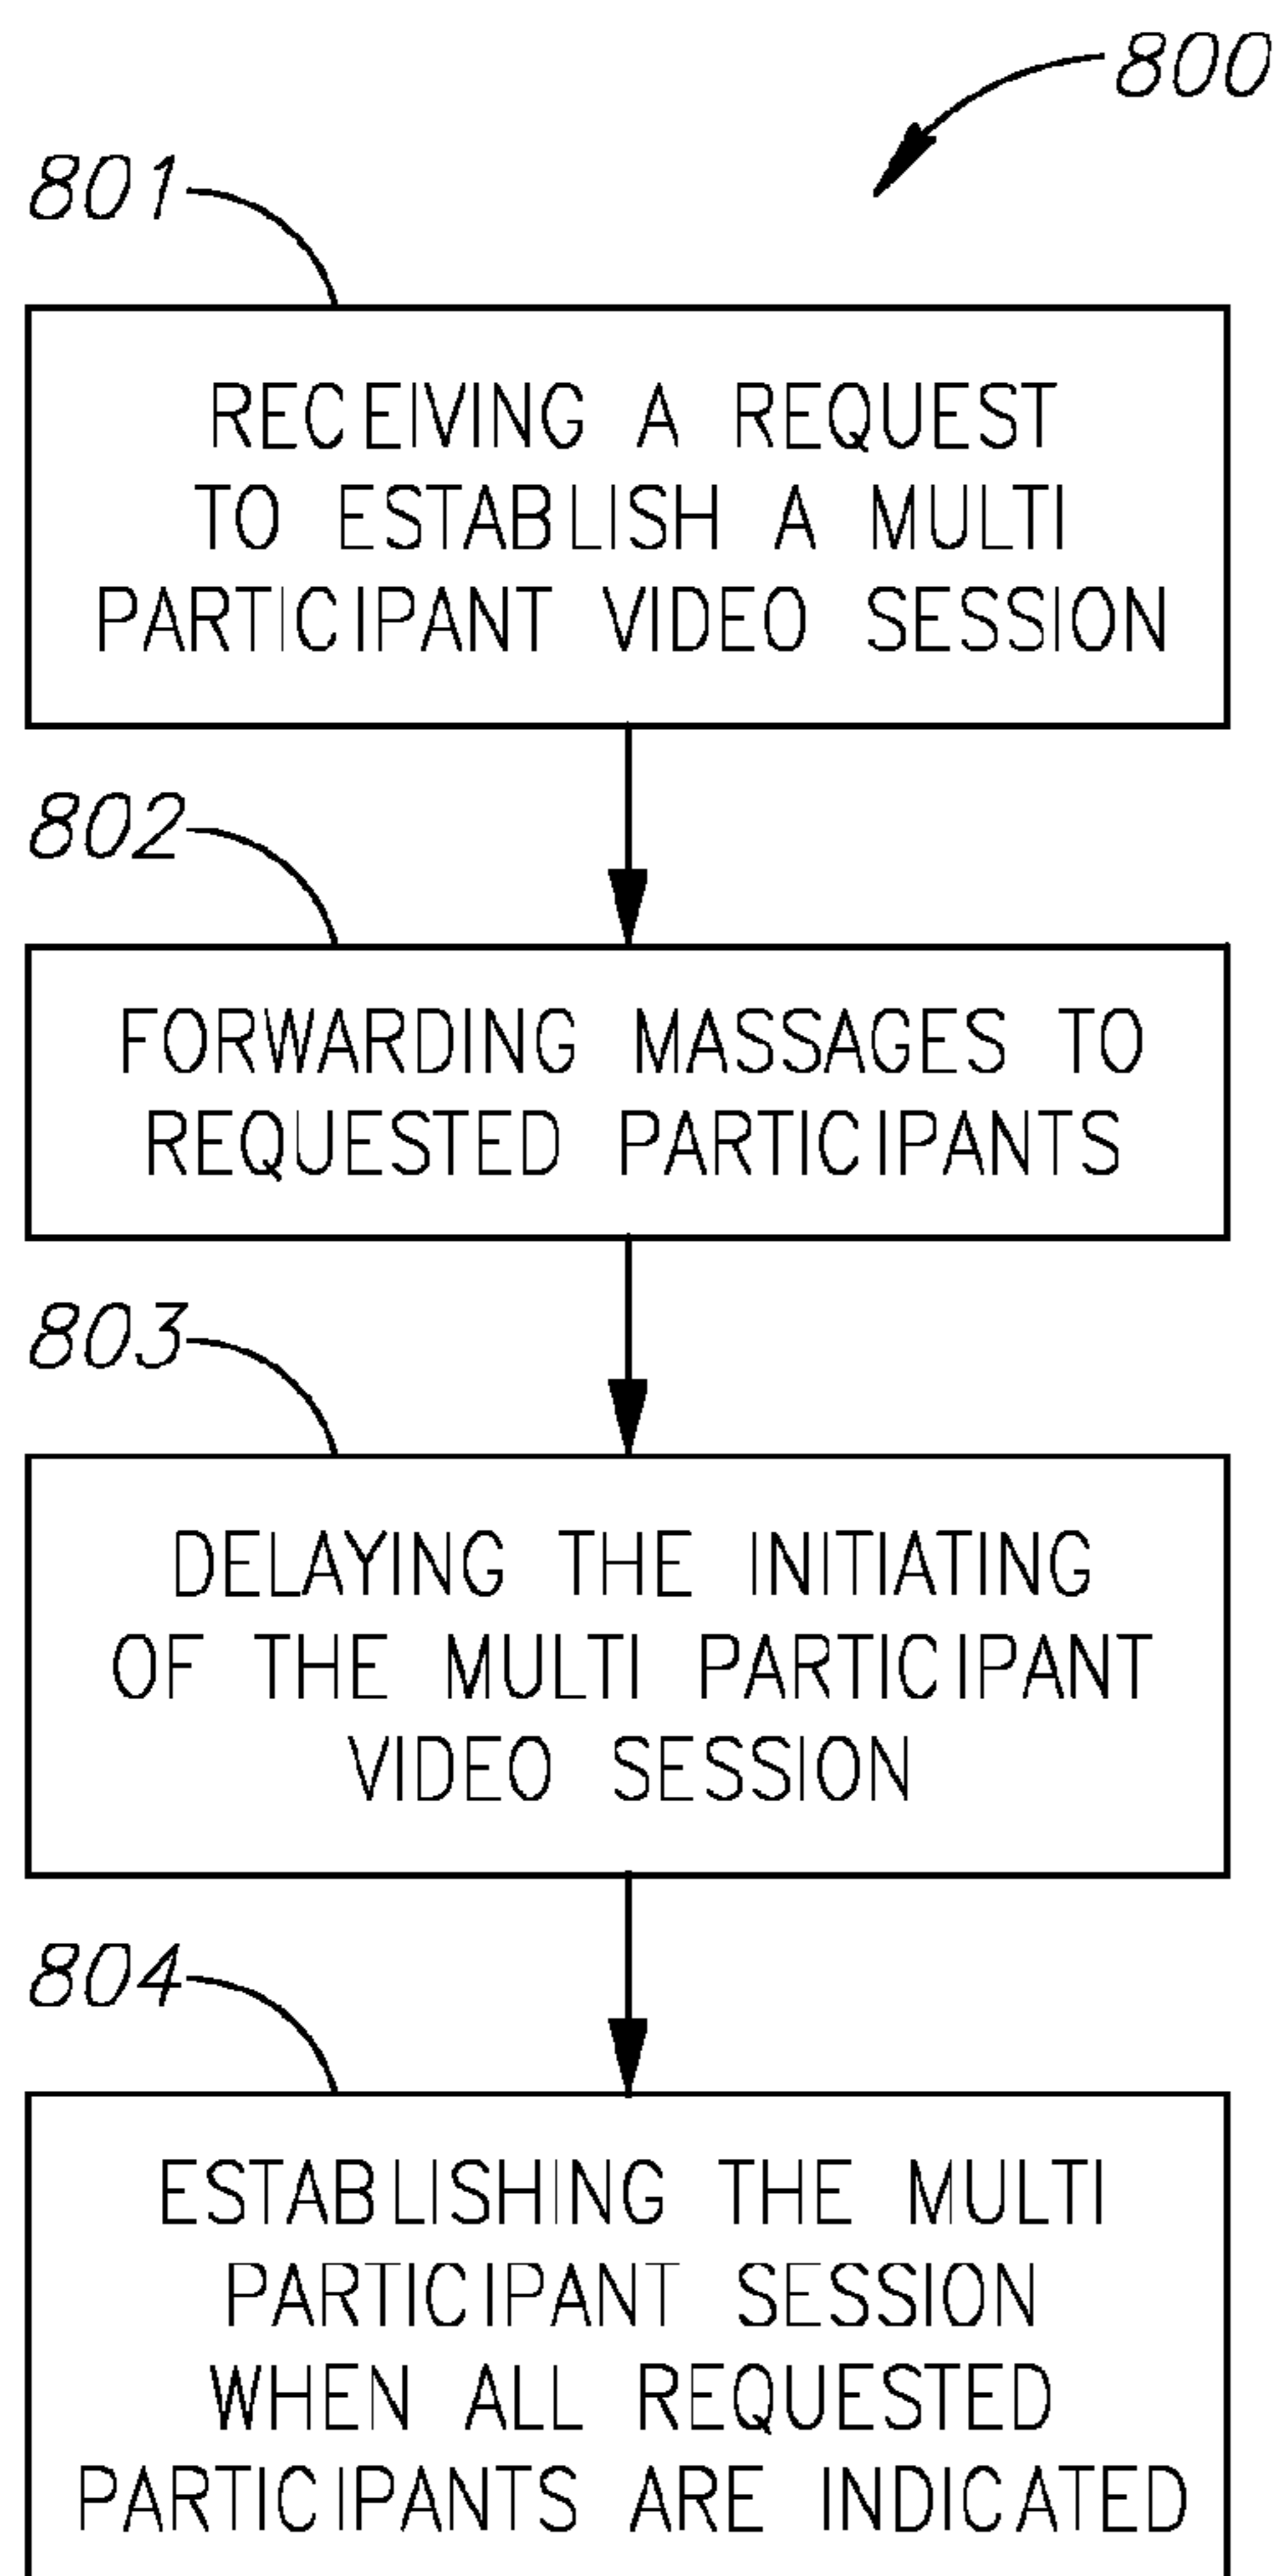 800
801
RECEIVING A REQUEST
TO ESTABLISH A MULTI
PARTICIPANT VIDEO SESSION
802
FORWARDING MASSAGES TO
REQUESTED PARTICIPANTS
803
DELAYING THE INITIATING
OF THE MULTI PARTICIPANT
VIDEO SESSION
804
ESTABLISHING THE MULTI
PARTICIPANT SESSION
WHEN ALL REQUESTED
PARTICIPANTS ARE INDICATED